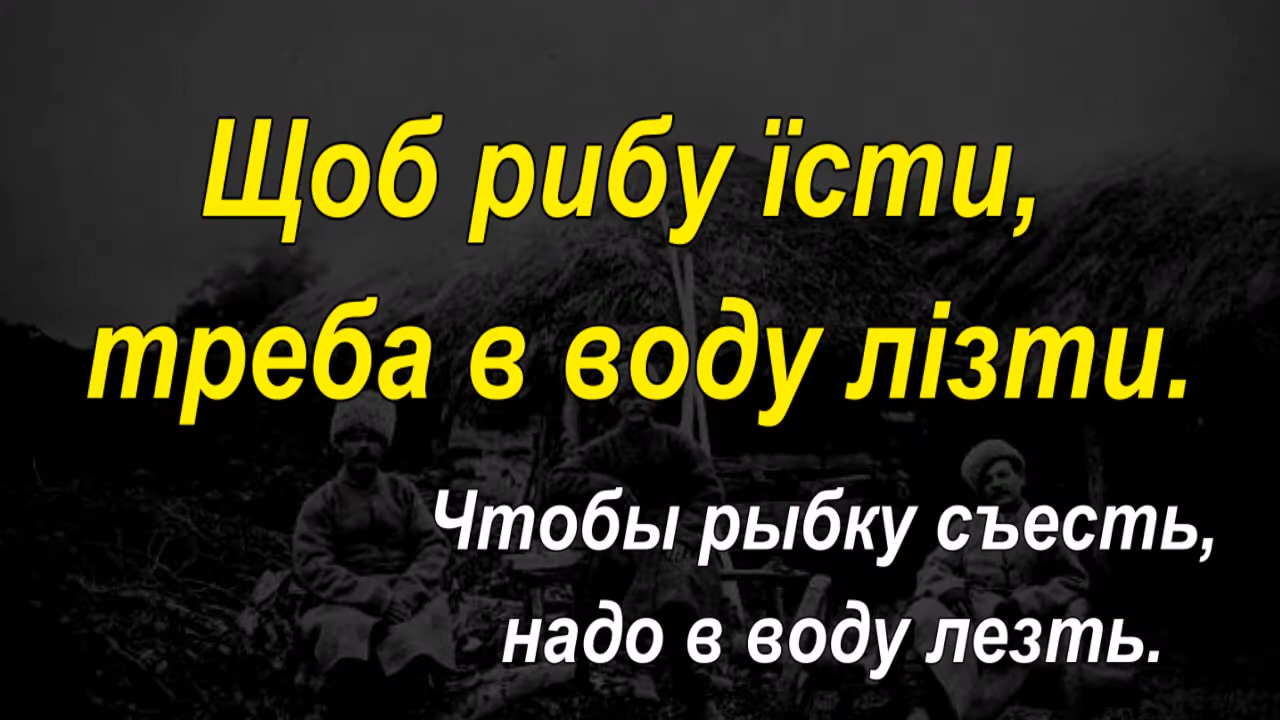 Щоб рибу їсти,
треба в воду лізти.
Чтобы рыбку съесть,
надо в воду лезть.